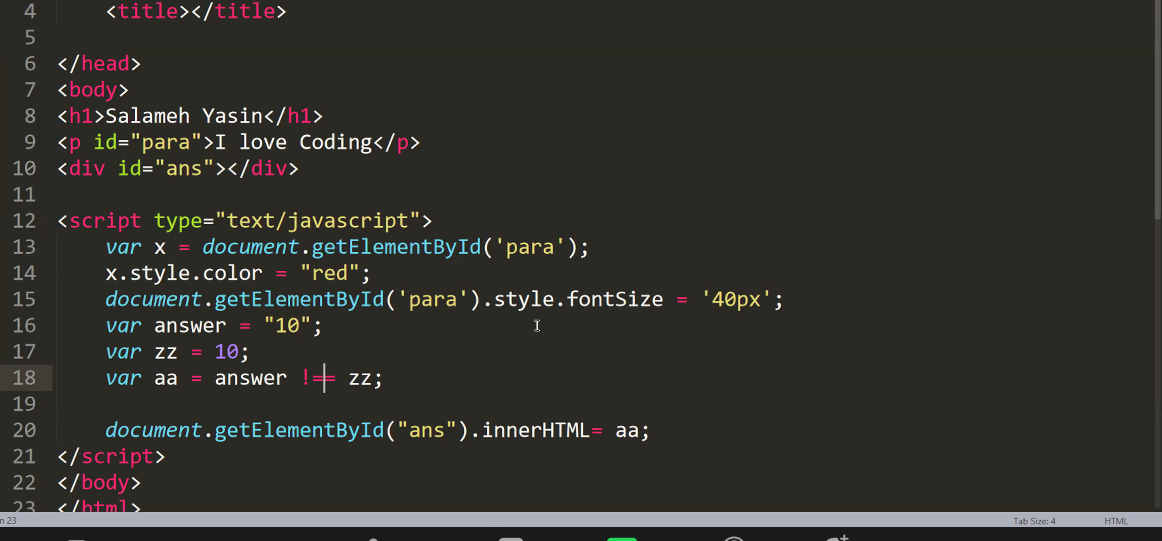 4 <title></title>
5
6 </head>
7 <body>
8 <h1>Salameh Yasin</h1>
9 <p id="para">I love Coding</p>
10 <div id="ans"></div>
11
12 <script type="text/javascript">
13 var x = document.getElementById('para');
14 x.style.color = "red";
15 document.getElementById('para').style.fontSize = '40px';
16 var answer = "10";
17 var zz = 10;
18 var aa = answer !== zz;
19
20 document.getElementById("ans").innerHTML= aa;
21 </script>
22 </body>
23 </html>
n 23 Tab Size: 4 HTML